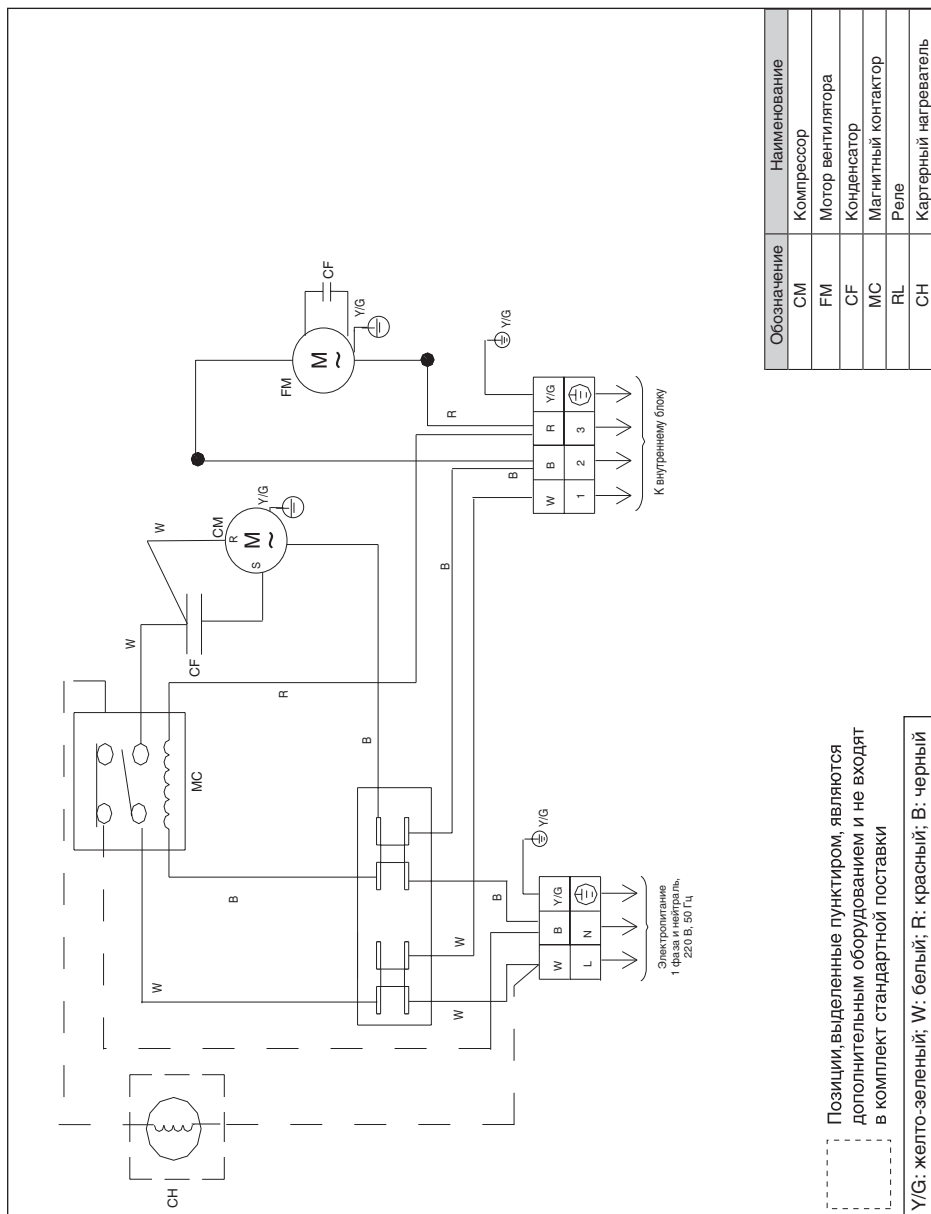 Обозначение Наименование
CM Компрессор
FM Мотор вентилятора
CF Конденсатор
MC Магнитный контактор
RL Реле
CH Картерный нагреватель
CF
Y/G
FM
M
~
R
Y/G
Y/G R B W
3 2 1
К внутреннему блоку
W
CM
R
Y/G
S
M
~
W
CF
B
B
R
B
MC
B
W
W
W
B
Y/G
Y/G B W
N L
Электропитание
1 фаза и нейтраль,
220 В, 50 Гц
CH
Позиции, выделенные пунктиром, являются
дополнительным оборудованием и не входят
в комплект стандартной поставки
Y/G: желто-зеленый; W: белый; R: красный; B: черный